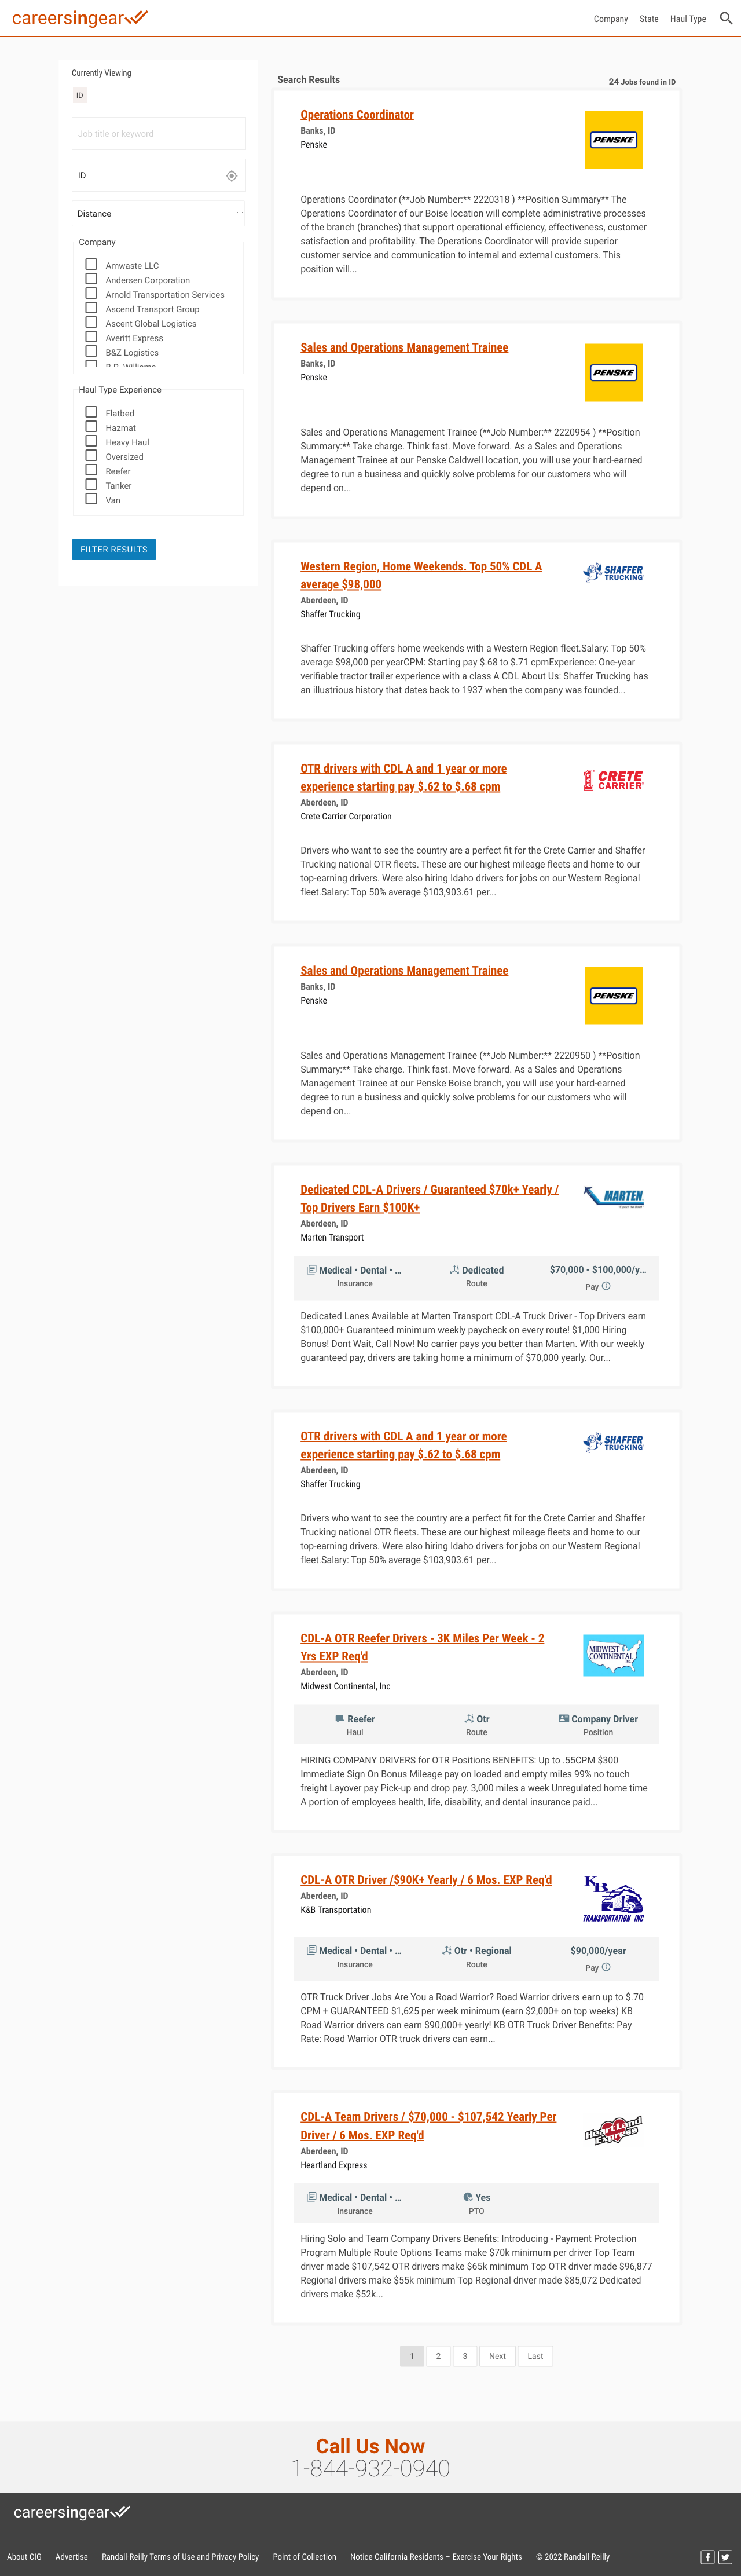 careersingear
Company State Haul Type
Currently Viewing
ID
Job title or keyword
ID
Distance
Company
Amwaste LLC
Andersen Corporation
Arnold Transportation Services
Ascend Transport Group
Ascent Global Logistics
Averitt Express
B&Z Logistics
B.R. Williams
Haul Type Experience
Flatbed
Hazmat
Heavy Haul
Oversized
Reefer
Tanker
Van
FILTER RESULTS
Search Results
24 Jobs found in ID
Operations Coordinator
Banks, ID
Penske
PENSKE
Operations Coordinator (**Job Number:** 2220318 ) **Position Summary** The
Operations Coordinator of our Boise location will complete administrative processes
of the branch (branches) that support operational efficiency, effectiveness, customer
satisfaction and profitability. The Operations Coordinator will provide superior
customer service and communication to internal and external customers. This
position will...
Sales and Operations Management Trainee
Banks, ID
Penske
PENSKE
Sales and Operations Management Trainee (**Job Number:** 2220954 ) **Position
Summary:** Take charge. Think fast. Move forward. As a Sales and Operations
Management Trainee at our Penske Caldwell location, you will use your hard-earned
degree to run a business and quickly solve problems for our customers who will
depend on...
Western Region, Home Weekends. Top 50% CDL A
average $98,000
Aberdeen, ID
Shaffer Trucking
SHAFFER
TRUCKING
Shaffer Trucking offers home weekends with a Western Region fleet.Salary: Top 50%
average $98,000 per yearCPM: Starting pay $.68 to $.71 cpmExperience: One-year
verifiable tractor trailer experience with a class A CDL About Us: Shaffer Trucking has
an illustrious history that dates back to 1937 when the company was founded...
OTR drivers with CDL A and 1 year or more
experience starting pay $.62 to $.68 cpm
Aberdeen, ID
Crete Carrier Corporation
CRETE
CARRIER
Drivers who want to see the country are a perfect fit for the Crete Carrier and Shaffer
Trucking national OTR fleets. These are our highest mileage fleets and home to our
top-earning drivers. Were also hiring Idaho drivers for jobs on our Western Regional
fleet.Salary: Top 50% average $103,903.61 per...
Sales and Operations Management Trainee
Banks, ID
Penske
PENSKE
Sales and Operations Management Trainee (**Job Number:** 2220950 ) **Position
Summary:** Take charge. Think fast. Move forward. As a Sales and Operations
Management Trainee at our Penske Boise branch, you will use your hard-earned
degree to run a business and quickly solve problems for our customers who will
depend on...
Dedicated CDL-A Drivers / Guaranteed $70k+ Yearly /
Top Drivers Earn $100K+
Aberdeen, ID
Marten Transport
MARTEN
Medical • Dental • ... Dedicated $70,000 - $100,000/y...
Insurance Route Pay
Dedicated Lanes Available at Marten Transport CDL-A Truck Driver - Top Drivers earn
$100,000+ Guaranteed minimum weekly paycheck on every route! $1,000 Hiring
Bonus! Dont Wait, Call Now! No carrier pays you better than Marten. With our weekly
guaranteed pay, drivers are taking home a minimum of $70,000 yearly. Our...
OTR drivers with CDL A and 1 year or more
experience starting pay $.62 to $.68 cpm
Aberdeen, ID
Shaffer Trucking
SHAFFER
TRUCKING
Drivers who want to see the country are a perfect fit for the Crete Carrier and Shaffer
Trucking national OTR fleets. These are our highest mileage fleets and home to our
top-earning drivers. Were also hiring Idaho drivers for jobs on our Western Regional
fleet.Salary: Top 50% average $103,903.61 per...
CDL-A OTR Reefer Drivers - 3K Miles Per Week - 2
Yrs EXP Req'd
Aberdeen, ID
Midwest Continental, Inc
MIDWEST
CONTINENTAL
Reefer Otr Company Driver
Haul Route Position
HIRING COMPANY DRIVERS for OTR Positions BENEFITS: Up to .55CPM $300
Immediate Sign On Bonus Mileage pay on loaded and empty miles 99% no touch
freight Layover pay Pick-up and drop pay. 3,000 miles a week Unregulated home time
A portion of employees health, life, disability, and dental insurance paid...
CDL-A OTR Driver /$90K+ Yearly / 6 Mos. EXP Req'd
Aberdeen, ID
K&B Transportation
KB
TRANSPORTATION INC
Medical • Dental • ... Otr • Regional $90,000/year
Insurance Route Pay
OTR Truck Driver Jobs Are You a Road Warrior? Road Warrior drivers earn up to $.70
CPM + GUARANTEED $1,625 per week minimum (earn $2,000+ on top weeks) KB
Road Warrior drivers can earn $90,000+ yearly! KB OTR Truck Driver Benefits: Pay
Rate: Road Warrior OTR truck drivers can earn...
CDL-A Team Drivers / $70,000 - $107,542 Yearly Per
Driver / 6 Mos. EXP Req'd
Aberdeen, ID
Heartland Express
HEARTLAND
EXPRESS
Medical • Dental • ... Yes
Insurance PTO
Hiring Solo and Team Company Drivers Benefits: Introducing - Payment Protection
Program Multiple Route Options Teams make $70k minimum per driver Top Team
driver made $107,542 OTR drivers make $65k minimum Top OTR driver made $96,877
Regional drivers make $55k minimum Top Regional driver made $85,072 Dedicated
drivers make $52k...
1 2 3 Next Last
Call Us Now
1-844-932-0940
careersingear
About CIG Advertise Randall-Reilly Terms of Use and Privacy Policy Point of Collection Notice California Residents – Exercise Your Rights © 2022 Randall-Reilly